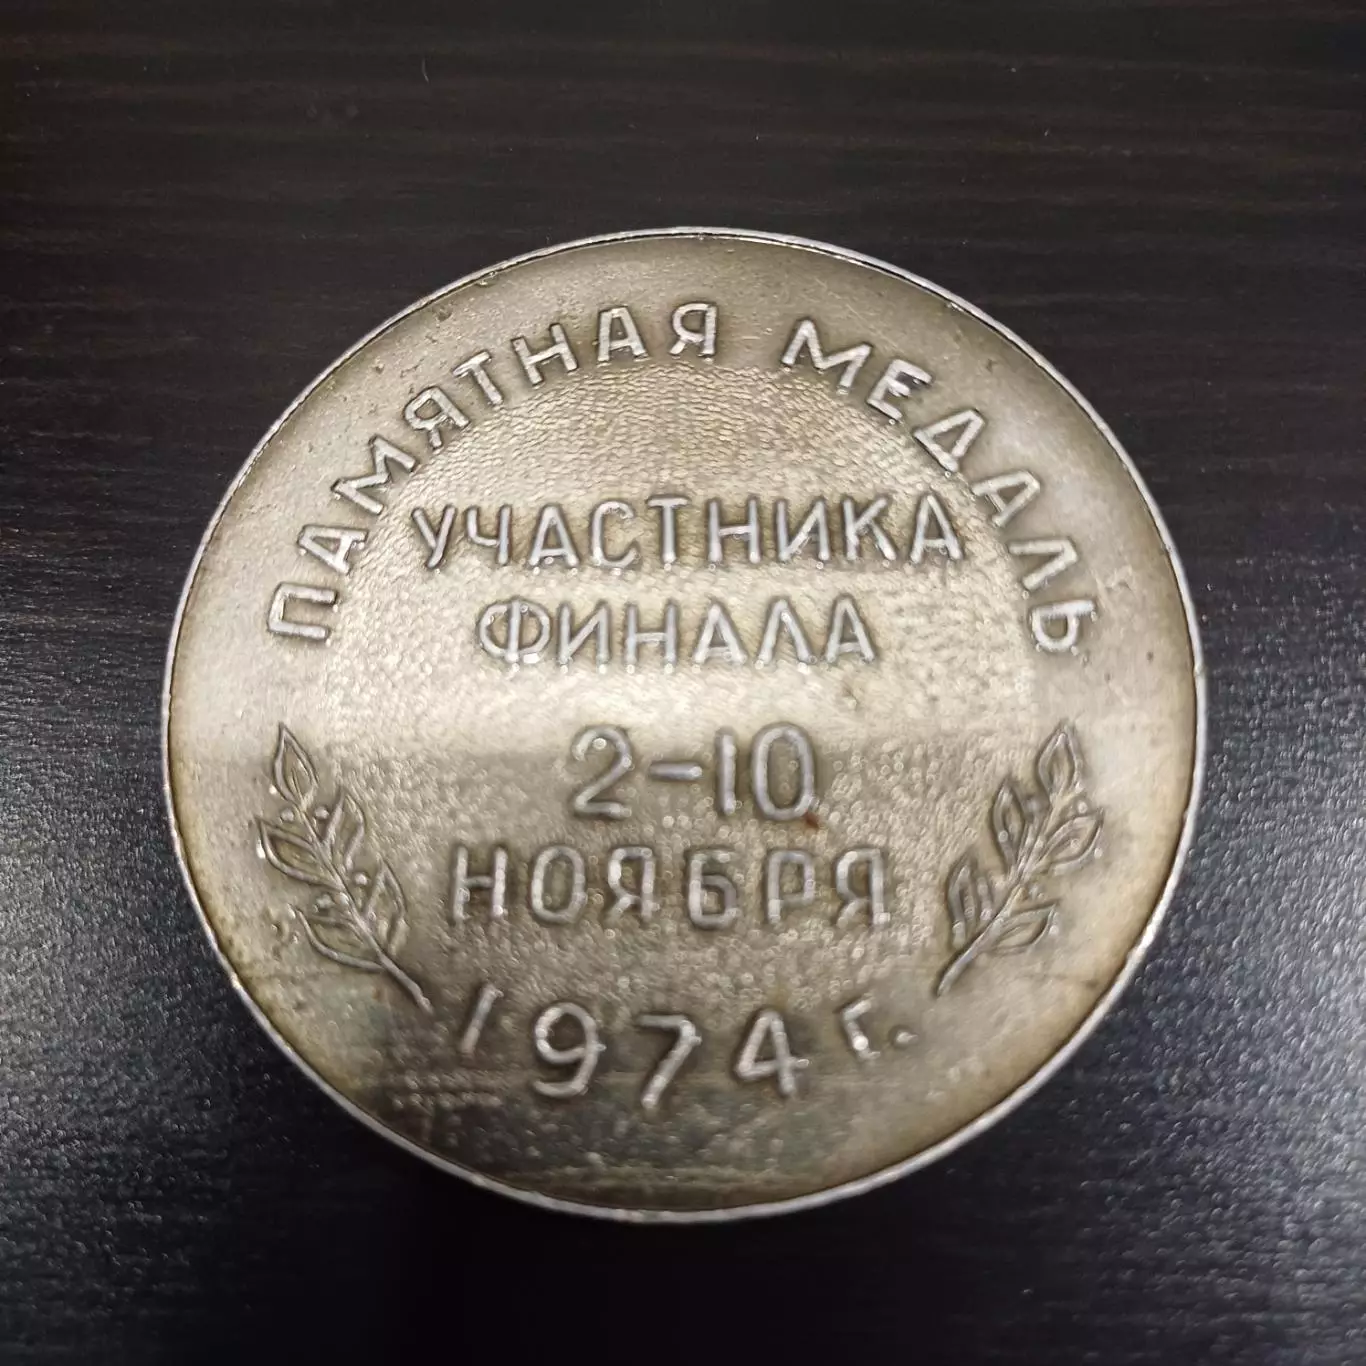 ПАМЯТНАЯ МЕДАЛЬ
УЧАСТНИКА
ФИНАЛА
2-10
НОЯБРЯ
1974 г.